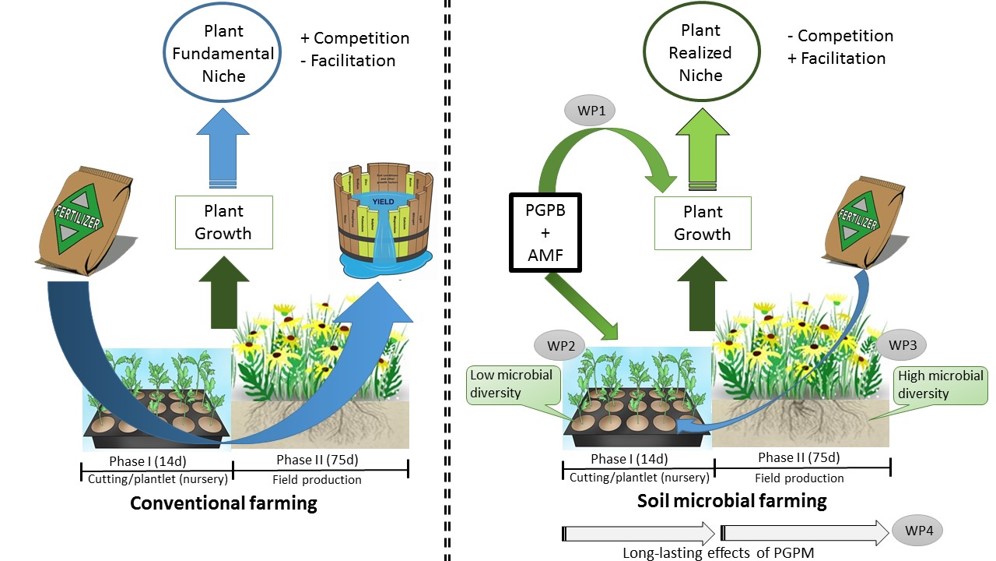 Plant
Fundamental
Niche
+ Competition
- Facilitation
FERTILIZER
YIELD
Plant
Growth
Phase I (14d)
Phase II (75d)
Cutting/plantlet (nursery)
Field production
Conventional farming
Plant
Realized
Niche
- Competition
+ Facilitation
WP1
PGPB
+
AMF
Plant
Growth
FERTILIZER
WP2
WP3
Low microbial
diversity
High microbial
diversity
Phase I (14d)
Phase II (75d)
Cutting/plantlet (nursery)
Field production
Soil microbial farming
WP4
Long-lasting effects of PGPM